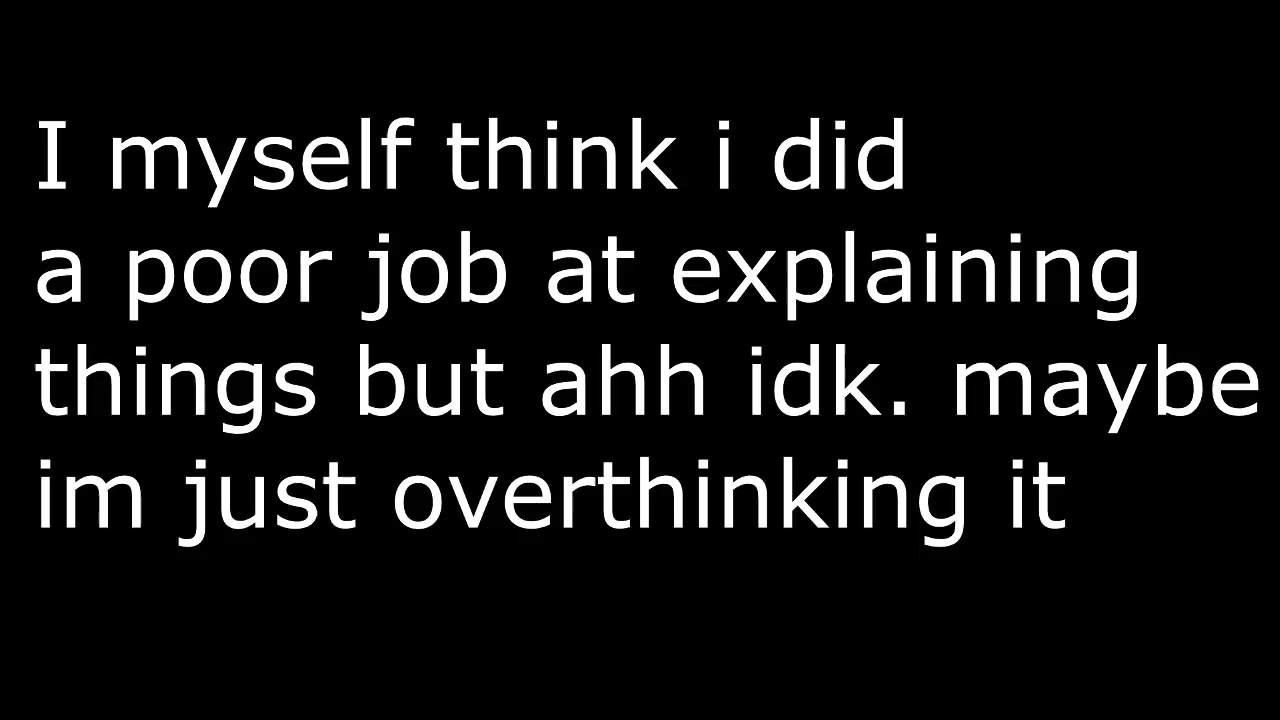 I myself think i did
a poor job at explaining
things but ahh idk. maybe
im just overthinking it